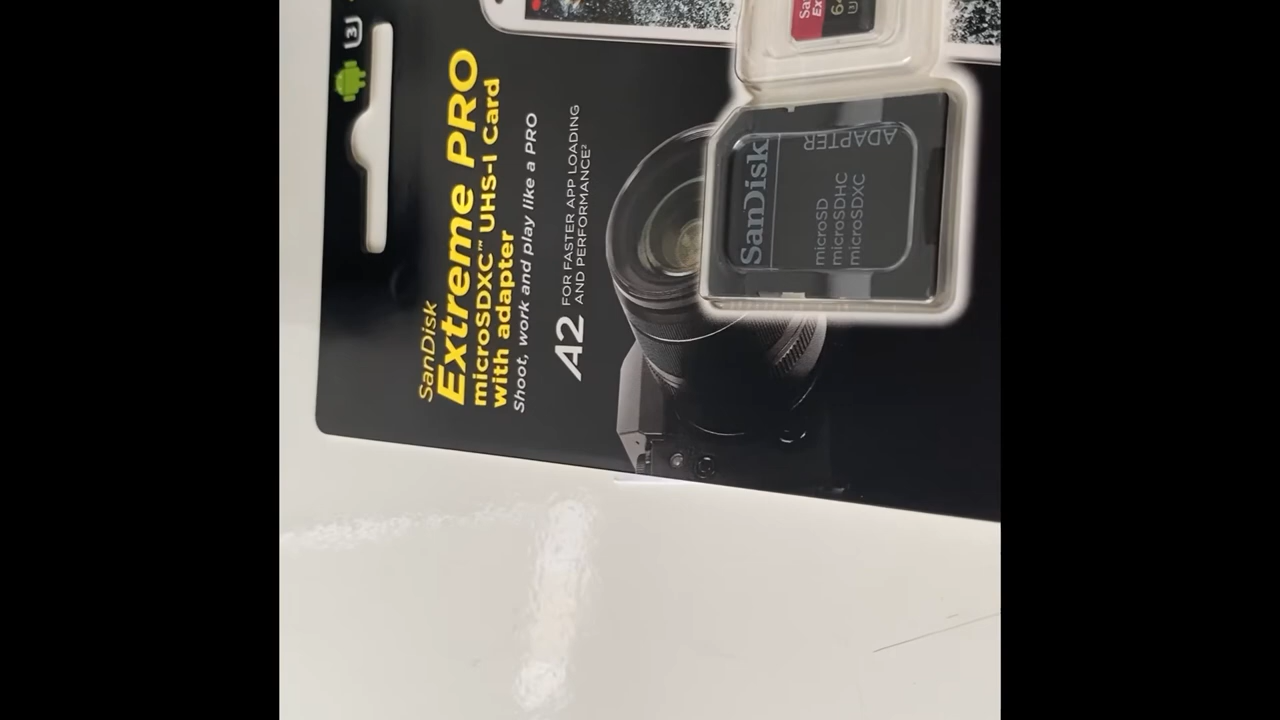 3
SanDisk
Extreme PRO
microSDXC™ UHS-I Card
with adapter
Shoot, work and play like a PRO
A2 FOR FASTER APP LOADING
AND PERFORMANCE²
SanDisk
ADAPTER
microSD
microSDHC
microSDXC